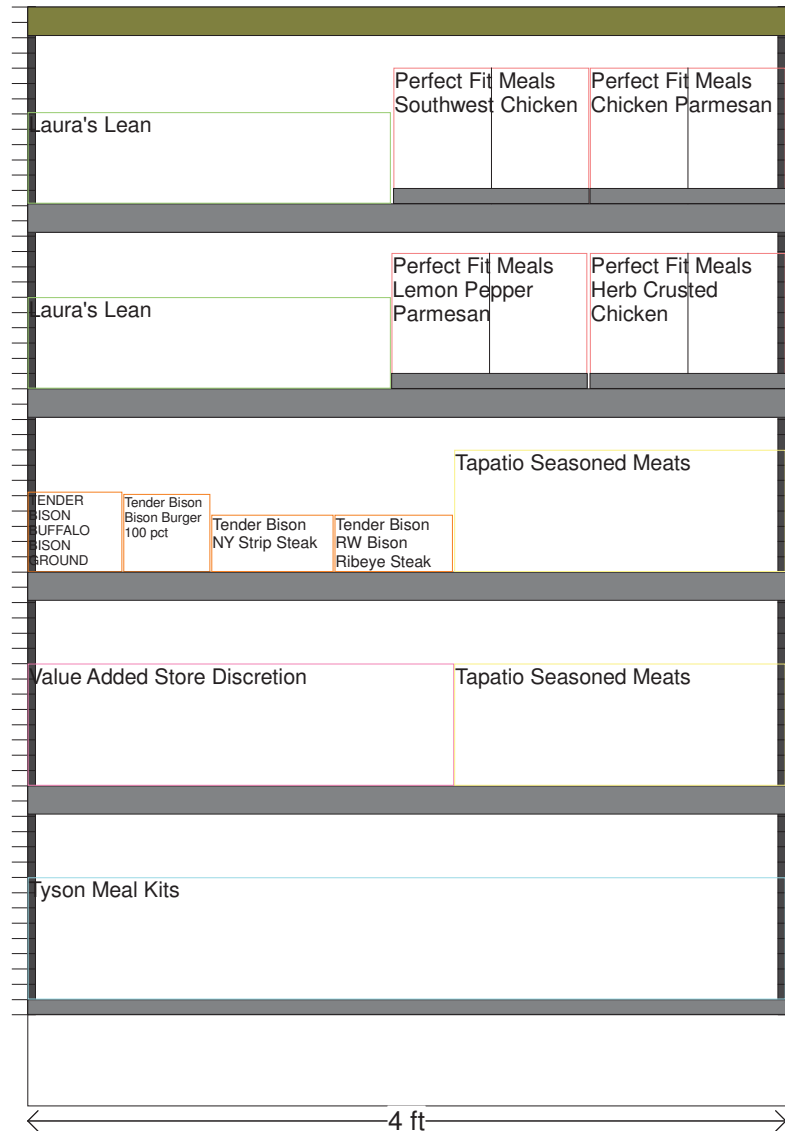 Perfect Fit Meals
Southwest Chicken
Perfect Fit Meals
Chicken Parmesan
Laura's Lean
Perfect Fit Meals
Lemon Pepper
Parmesan
Perfect Fit Meals
Herb Crusted
Chicken
Laura's Lean
Tapatio Seasoned Meats
TENDER
BISON
BUFFALO
BISON
GROUND
Tender Bison
Bison Burger
100 pct
Tender Bison
NY Strip Steak
Tender Bison
RW Bison
Ribeye Steak
Value Added Store Discretion
Tapatio Seasoned Meats
Tyson Meal Kits
4 ft